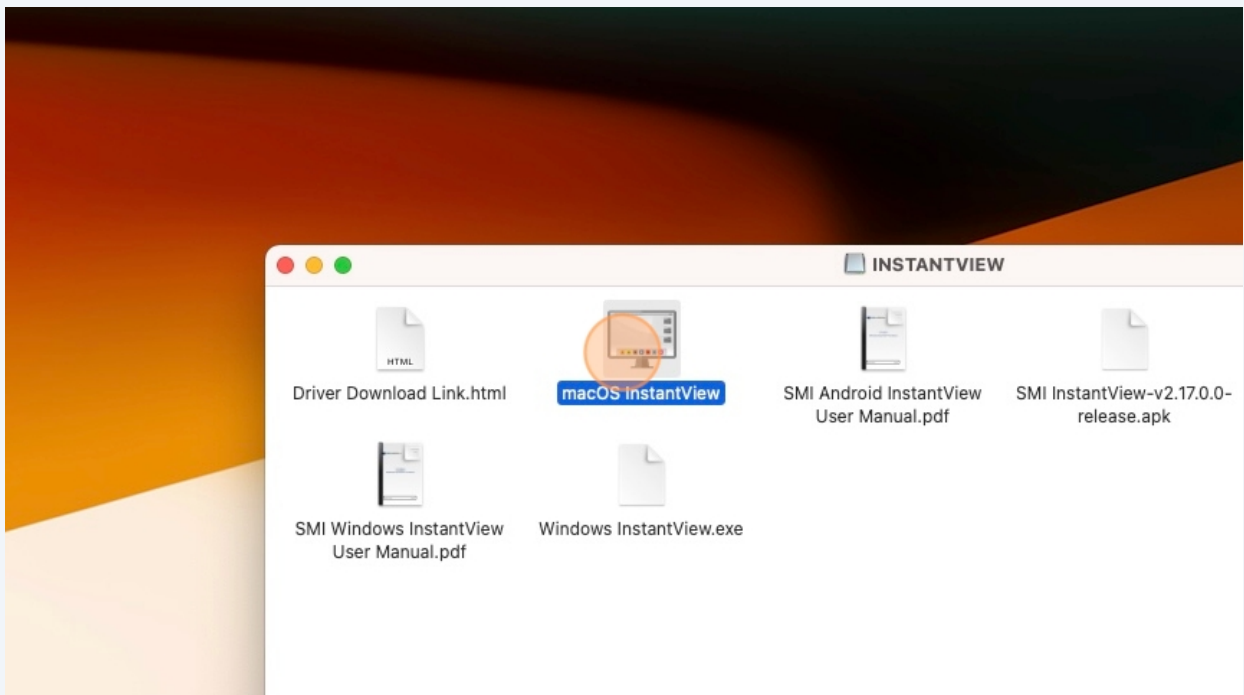 INSTANTVIEW
HTML
Driver Download Link.html
macOS InstantView
SMI Android InstantView
User Manual.pdf
SMI InstantView-v2.17.0.0-
release.apk
SMI Windows InstantView
User Manual.pdf
Windows InstantView.exe